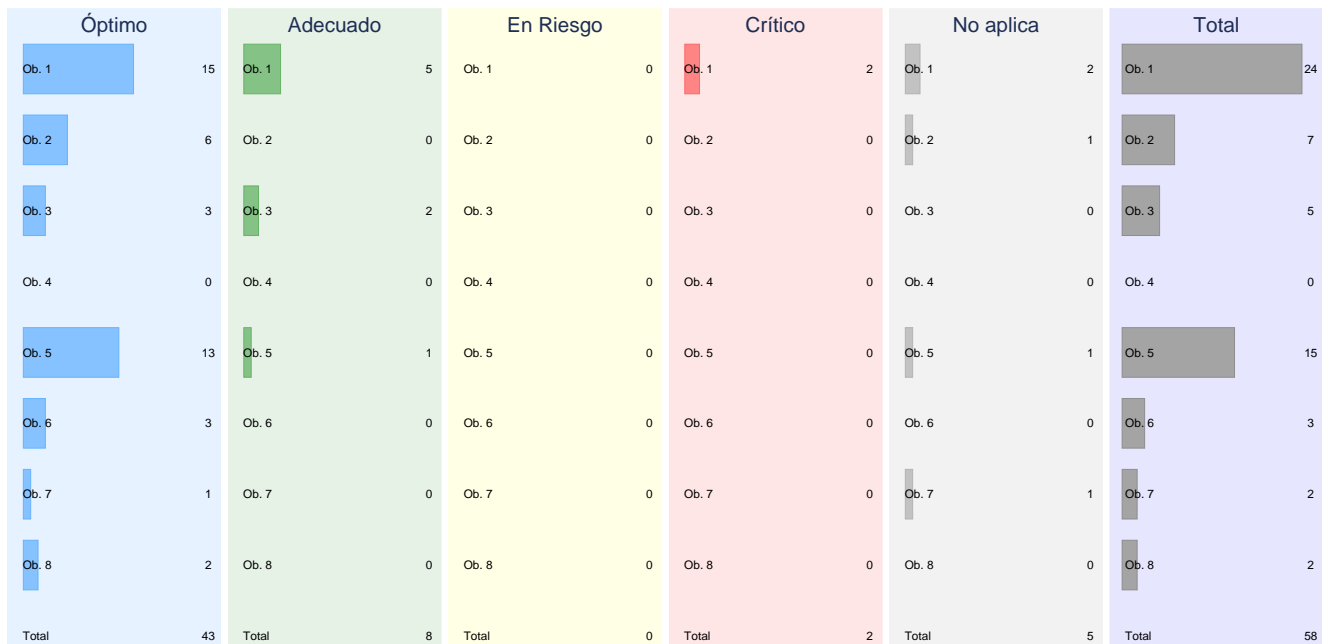 Óptimo Adecuado En Riesgo Crítico No aplica Total
Ob. 1 15 Ob. 1 5 Ob. 1 0 Ob. 1 2 Ob. 1 2 Ob. 1 24
Ob. 2 6 Ob. 2 0 Ob. 2 0 Ob. 2 0 Ob. 2 1 Ob. 2 7
Ob. 3 3 Ob. 3 2 Ob. 3 0 Ob. 3 0 Ob. 3 0 Ob. 3 5
Ob. 4 0 Ob. 4 0 Ob. 4 0 Ob. 4 0 Ob. 4 0 Ob. 4 0
Ob. 5 13 Ob. 5 1 Ob. 5 0 Ob. 5 0 Ob. 5 1 Ob. 5 15
Ob. 6 3 Ob. 6 0 Ob. 6 0 Ob. 6 0 Ob. 6 0 Ob. 6 3
Ob. 7 1 Ob. 7 0 Ob. 7 0 Ob. 7 0 Ob. 7 1 Ob. 7 2
Ob. 8 2 Ob. 8 0 Ob. 8 0 Ob. 8 0 Ob. 8 0 Ob. 8 2
Total 43 Total 8 Total 0 Total 2 Total 5 Total 58